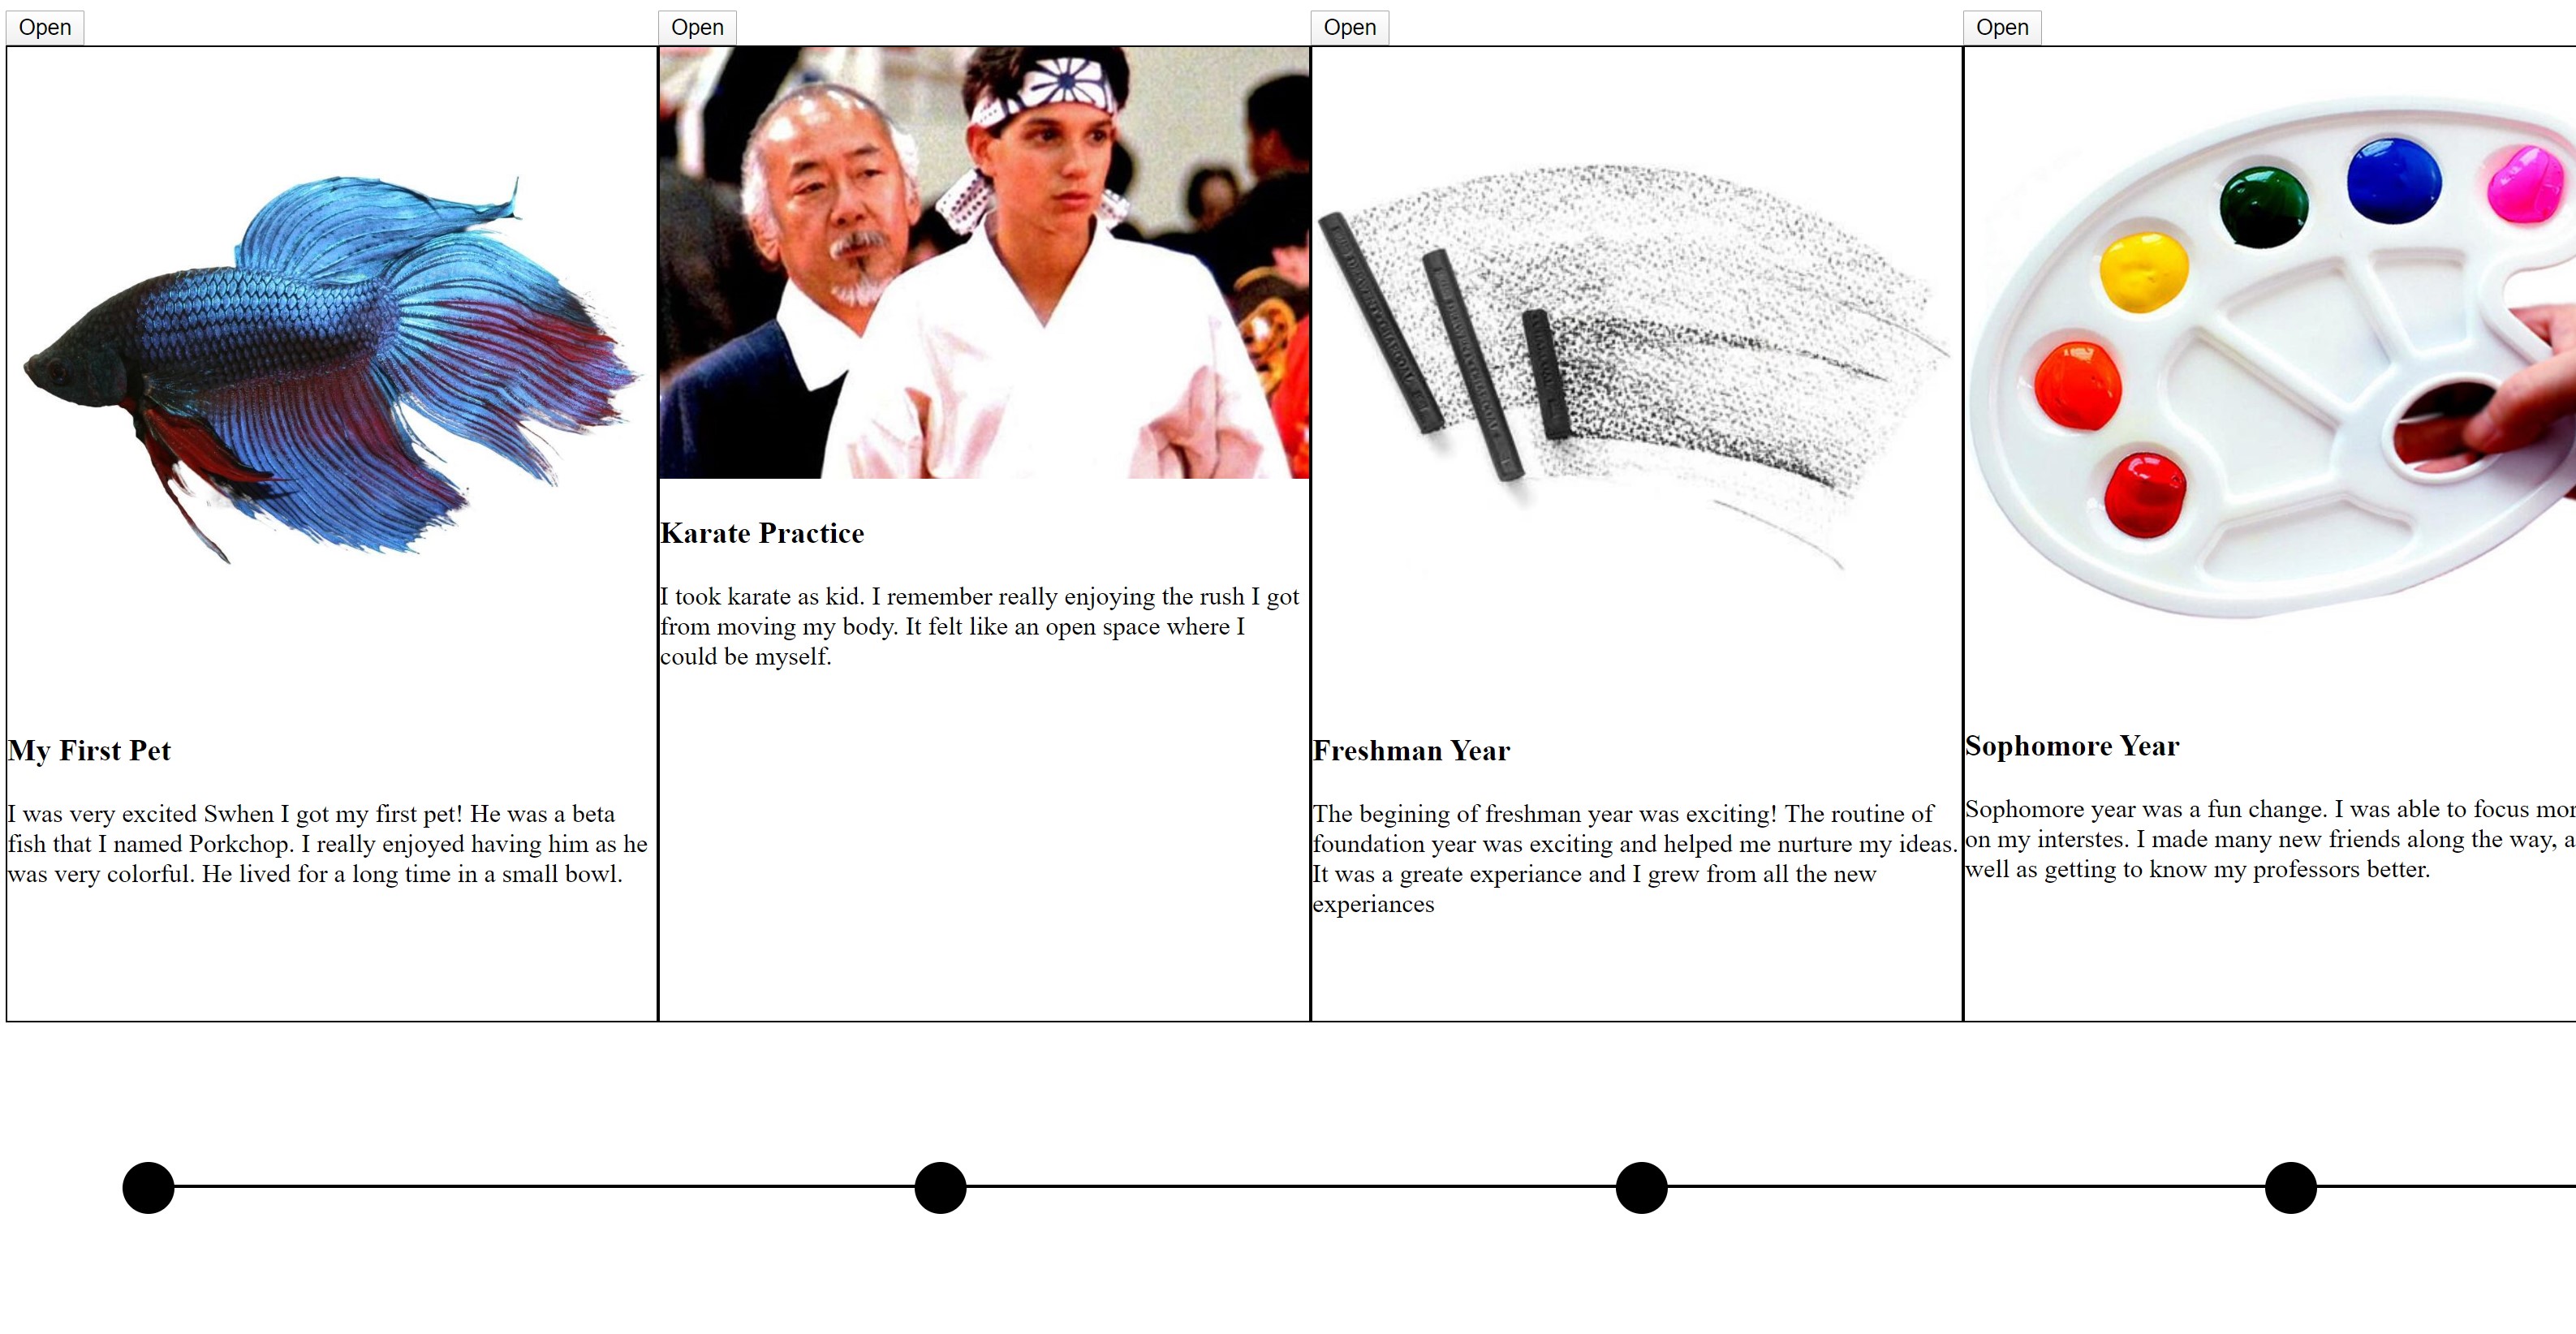 Open
Open
Open
Open
My First Pet
I was very excited Swhen I got my first pet! He was a beta
fish that I named Porkchop. I really enjoyed having him as he
was very colorful. He lived for a long time in a small bowl.
Karate Practice
I took karate as kid. I remember really enjoying the rush I got
from moving my body. It felt like an open space where I
could be myself.
Freshman Year
The begining of freshman year was exciting! The routine of
foundation year was exciting and helped me nurture my ideas.
It was a greate experiance and I grew from all the new
experiances
Sophomore Year
Sophomore year was a fun change. I was able to focus mor
on my interstes. I made many new friends along the way, a
well as getting to know my professors better.